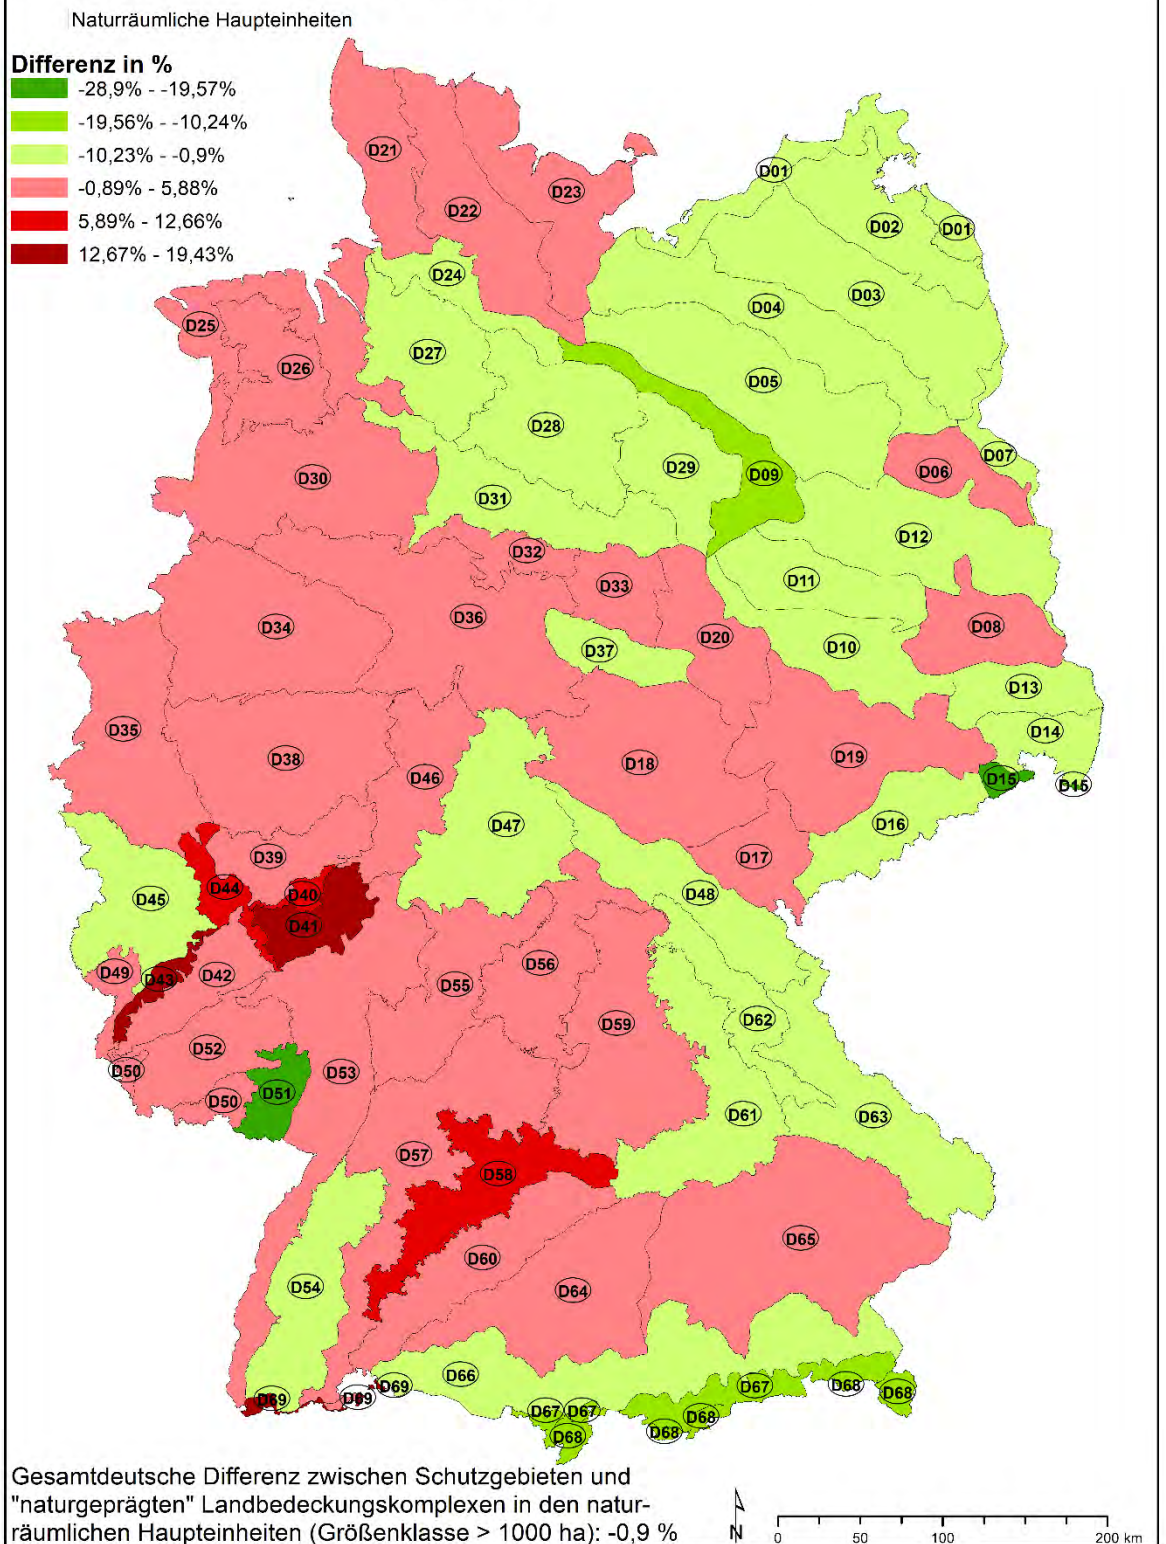 Naturräumliche Haupteinheiten
Differenz in %
-28,9% - -19,57%
-19,56% - -10,24%
-10,23% - -0,9%
-0,89% - 5,88%
5,89% - 12,66%
12,67% - 19,43%
D21
D22
D23
D01
D02
D01
D24
D03
D04
D25
D26
D27
D05
D28
D29
D09
D06
D07
D30
D31
D12
D32
D33
D11
D34
D36
D37
D20
D10
D08
D13
D35
D38
D46
D18
D19
D14
D15
D15
D47
D16
D39
D17
D44
D40
D45
D41
D48
D49
D43
D42
D55
D56
D59
D62
D52
D50
D53
D50
D51
D61
D63
D57
D58
D60
D65
D54
D64
D66
D69
D69
D69
D67
D67
D67
D68
D68
D68
D68
D68
Gesamtdeutsche Differenz zwischen Schutzgebieten und
"naturgeprägten" Landbedeckungskomplexen in den natur-
räumlichen Haupteinheiten (Größenklasse > 1000 ha): -0,9 %
N
0 50 100 200 km